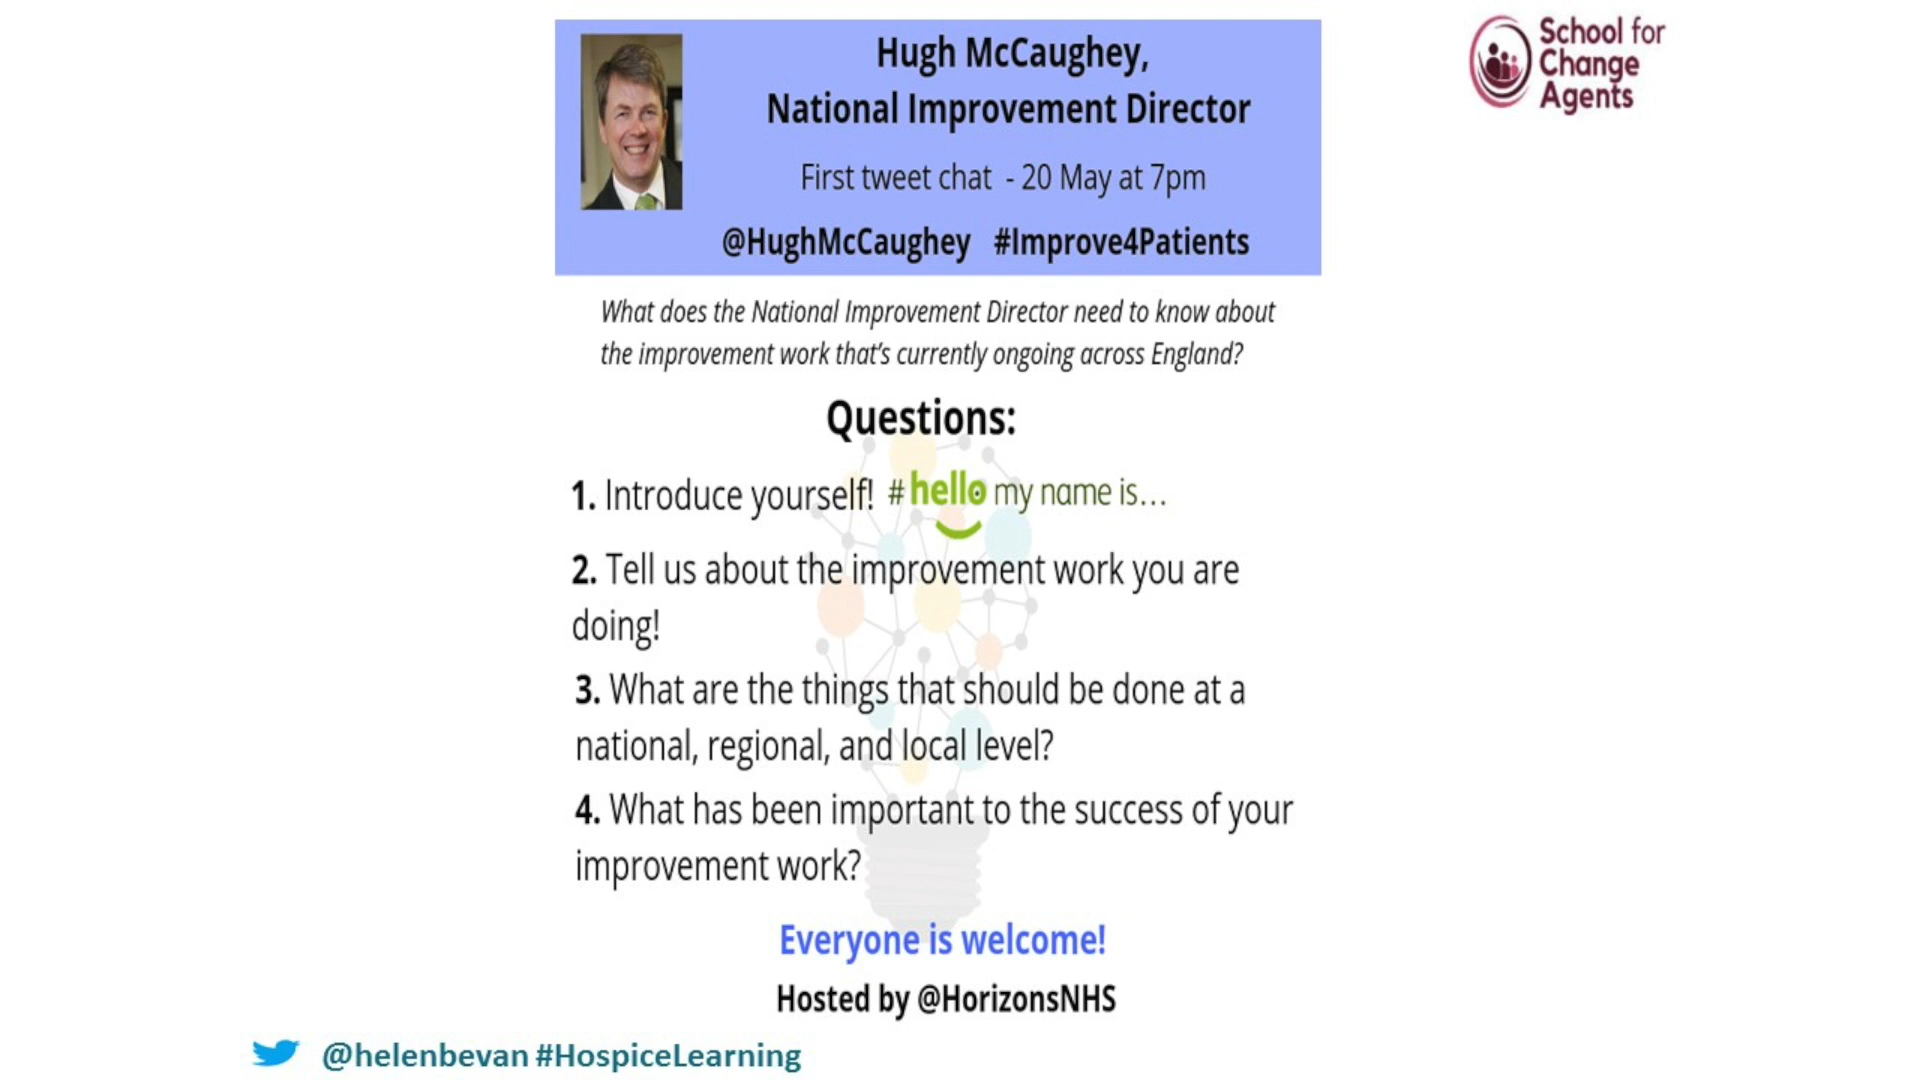 Hugh McCaughey,
National Improvement Director
First tweet chat - 20 May at 7pm
@HughMcCaughey #Improve4Patients
School for
Change
Agents
What does the National Improvement Director need to know about
the improvement work that's currently ongoing across England?
Questions:
1. Introduce yourself! #hello my name is...
2. Tell us about the improvement work you are
doing!
3. What are the things that should be done at a
national, regional, and local level?
4. What has been important to the success of your
improvement work?
Everyone is welcome!
Hosted by @HorizonsNHS
@helenbevan #HospiceLearning